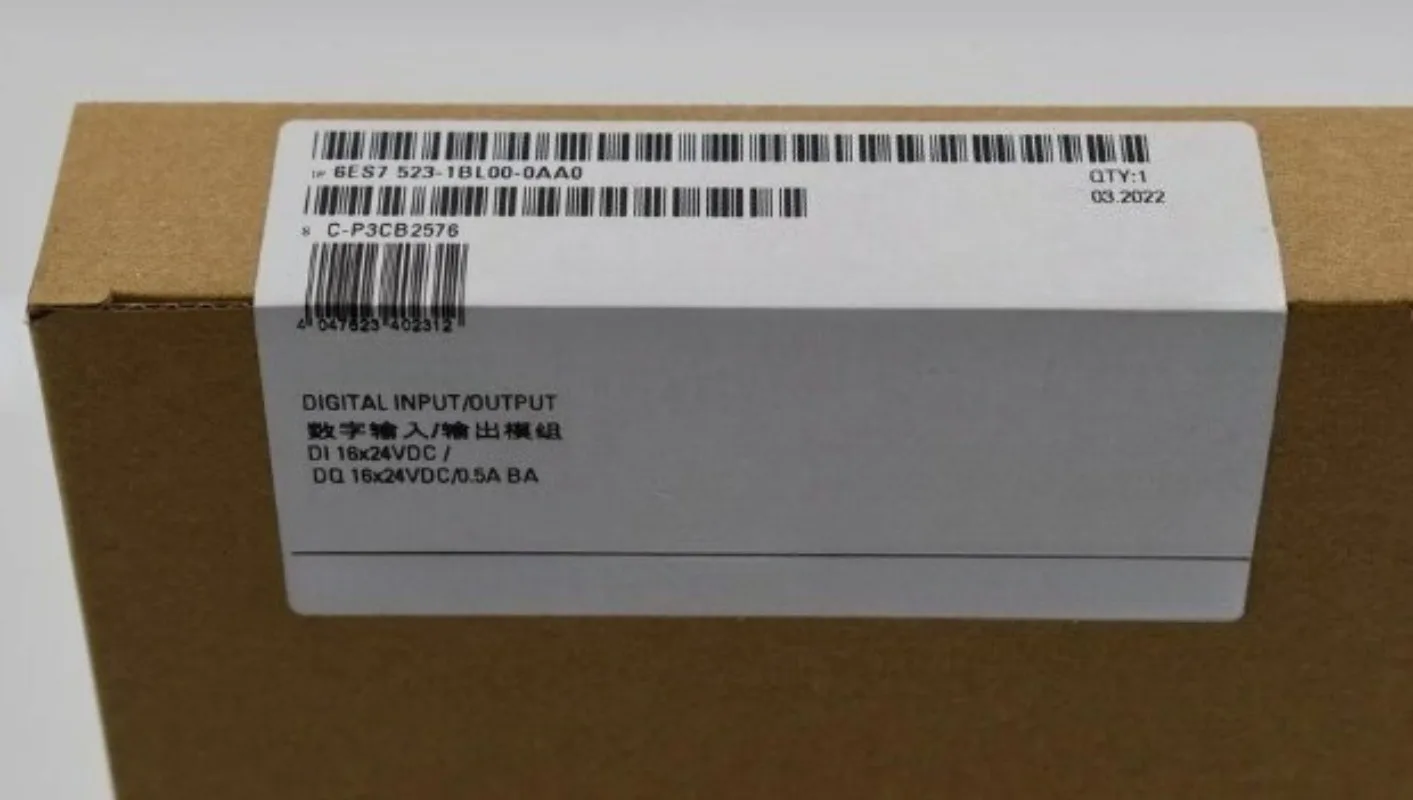 1P 6ES7 523-1BL00-0AA0
QTY:1
03.2022
S C-P3CB2576
4 047623 402312
DIGITAL INPUT/OUTPUT
数字输入/输出模组
DI 16x24VDC /
DQ 16x24VDC/0.5A BA